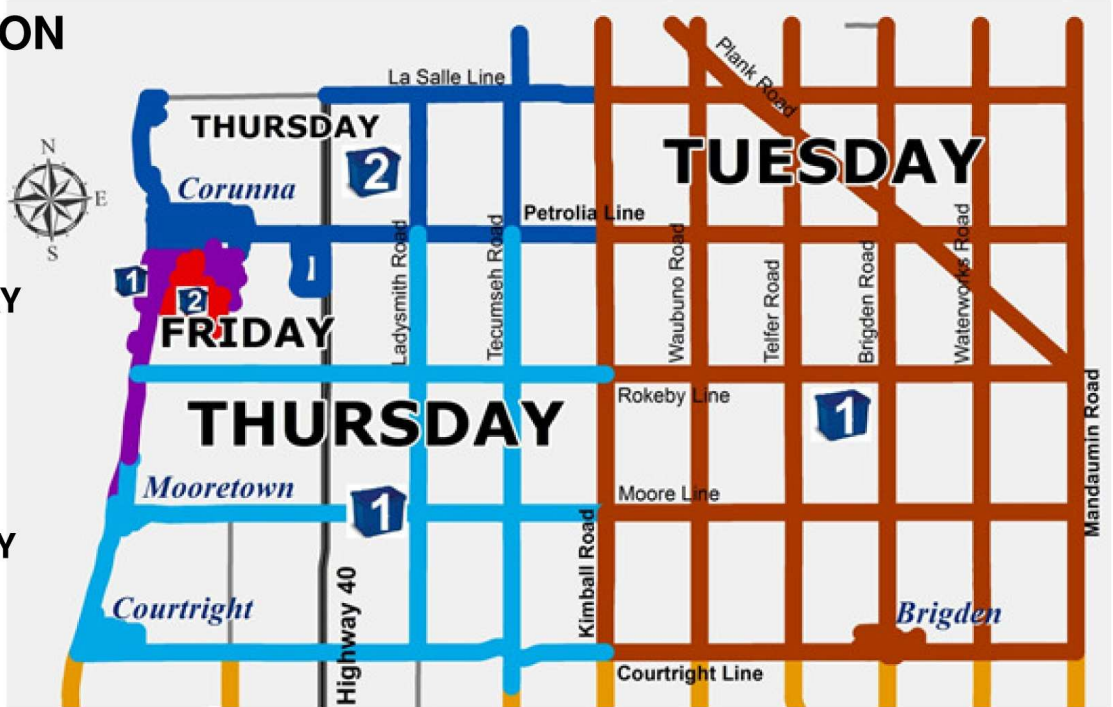 ON
La Salle Line
Plank Road
THURSDAY
2
TUESDAY
N
E
S
Corunna
Petrolia Line
Ladysmith Road
Tecumseh Road
Waubuno Road
Telfer Road
Brigden Road
Waterworks Road
1
1
2
Y
FRIDAY
Rokeby Line
Mandaumin Road
THURSDAY
1
Mooretown
1
Moore Line
Kimball Road
Y
Highway 40
Courtright
Brigden
Courtright Line